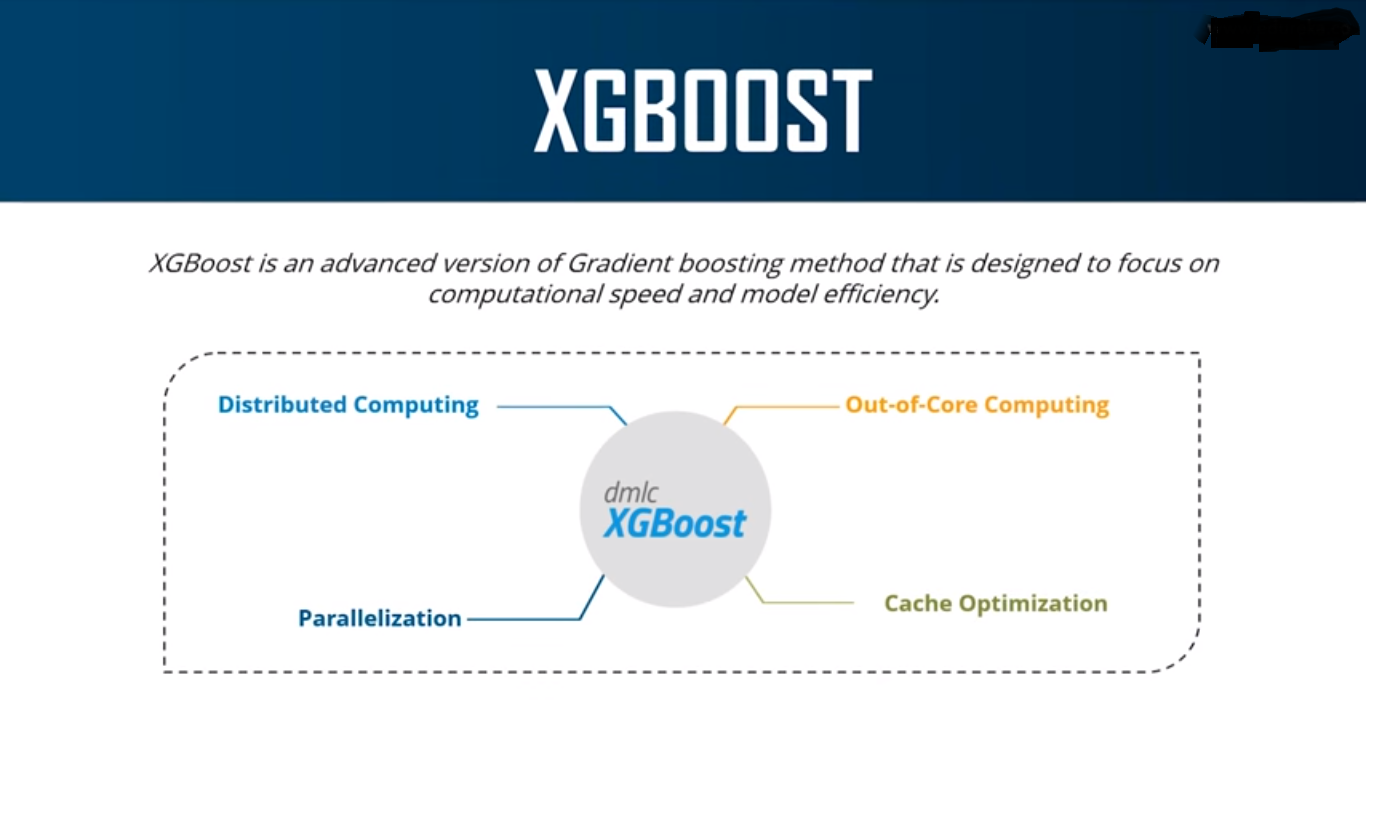 XGBOOST
XGBoost is an advanced version of Gradient boosting method that is designed to focus on
computational speed and model efficiency.
Distributed Computing
Out-of-Core Computing
dmlc
XGBoost
Parallelization
Cache Optimization